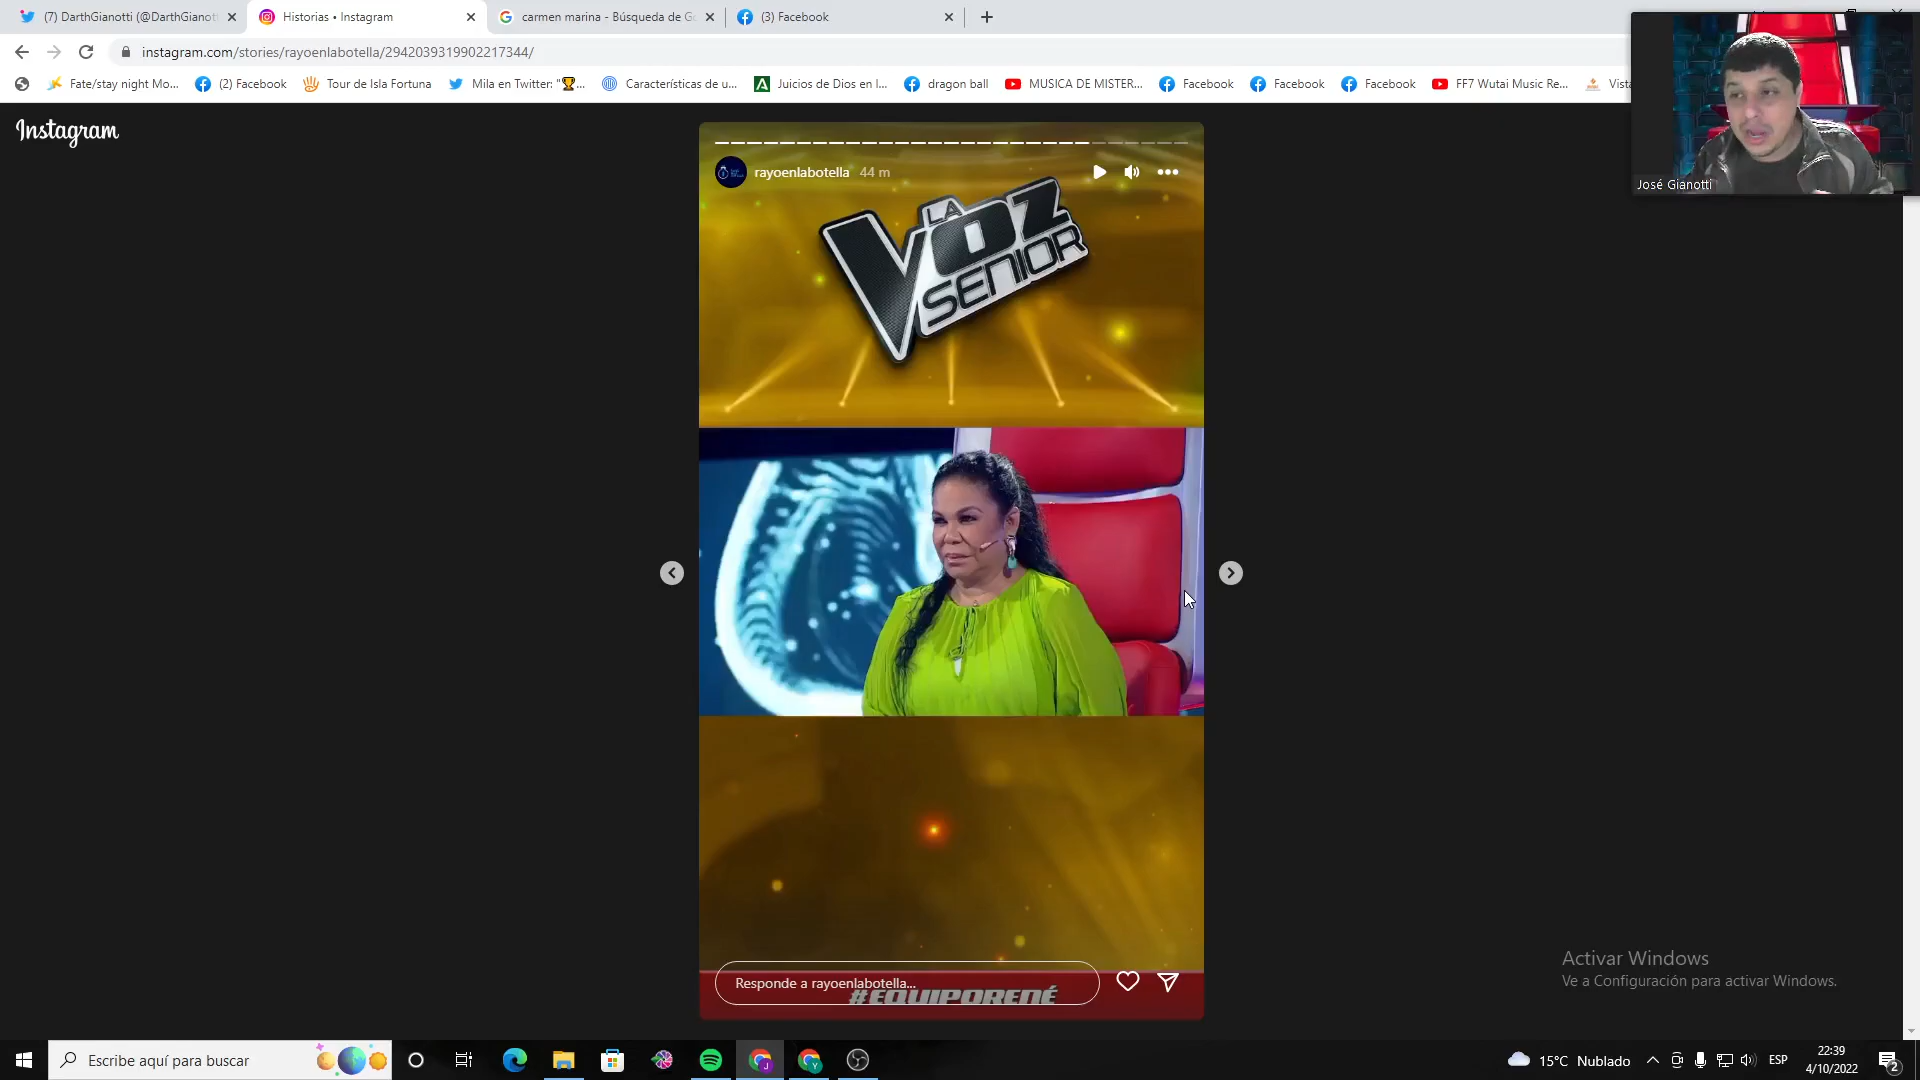 (7) DarthGianotti (@DarthGianot
Historias • Instagram
carmen marina - Búsqueda de Go
(3) Facebook
instagram.com/stories/rayoenlabotella/2942039319902217344/
Fate/stay night Mo...
(2) Facebook
Tour de Isla Fortuna
Mila en Twitter: "🏆...
Características de u...
Juicios de Dios en l...
dragon ball
MUSICA DE MISTER...
Facebook
Facebook
Facebook
FF7 Wutai Music Re...
Vista
José Gianotti
Instagram
rayoenlabotella 44 m
LA
VOZ
SENIOR
Responde a rayoenlabotella...
#EQUIPORENÉ
Activar Windows
Ve a Configuración para activar Windows.
Escribe aquí para buscar
15°C Nublado
ESP
22:39
4/10/2022
2